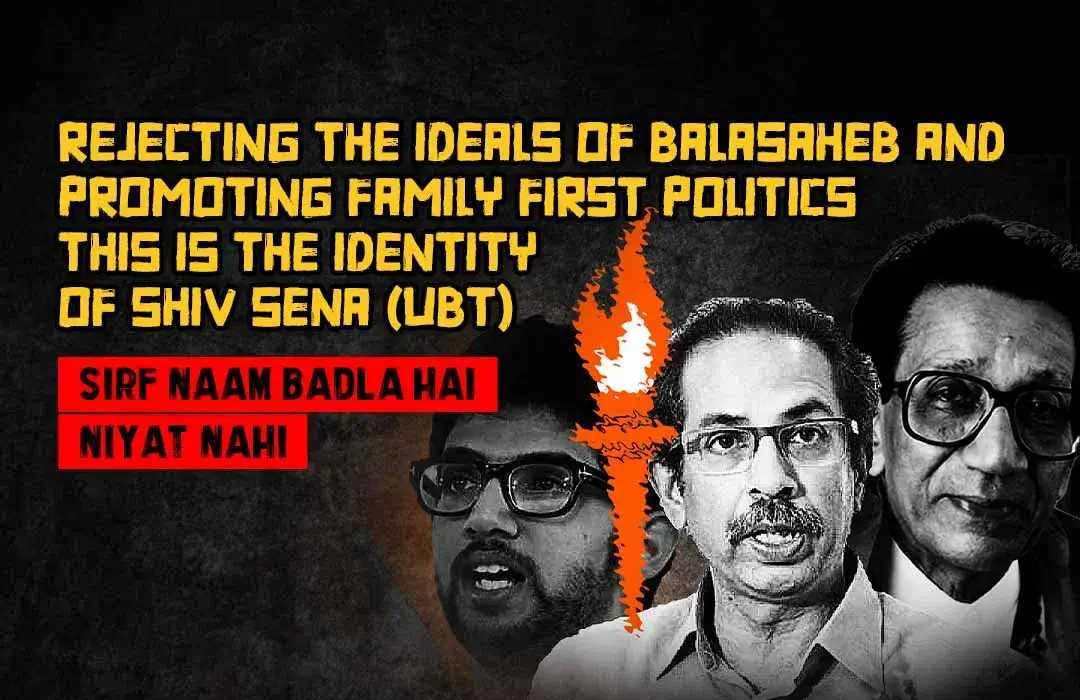 REJECTING THE IDEALS OF BALASAHEB AND
PROMOTING FAMILY FIRST POLITICS
THIS IS THE IDENTITY
OF SHIV SENA (UBT)
SIRF NAAM BADLA HAI
NIYAT NAHI